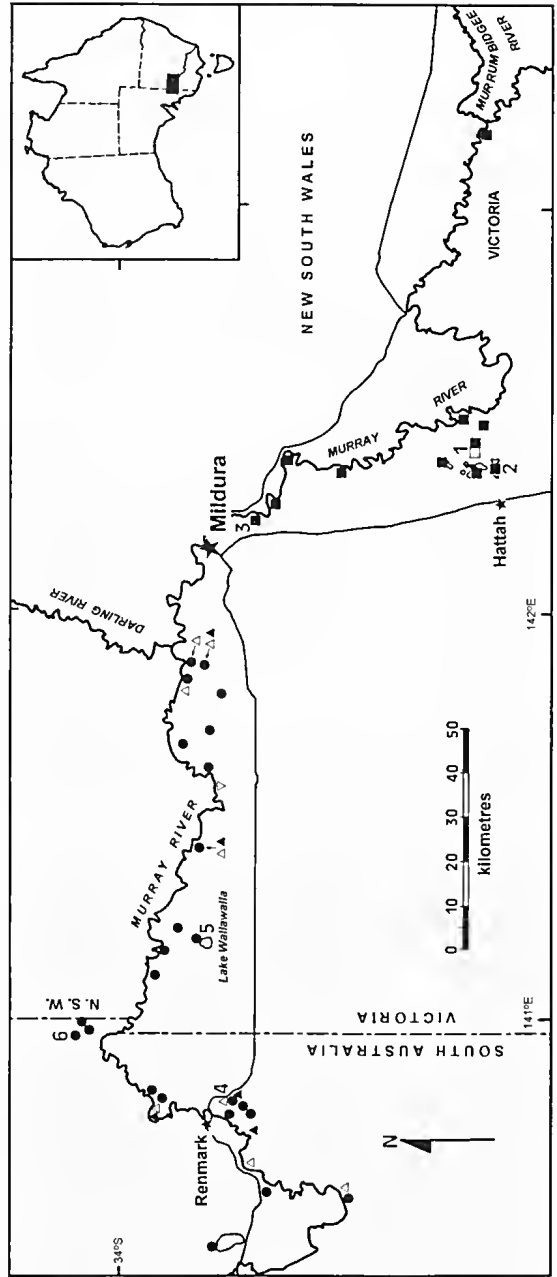 34°S
Renmark
4
6
N.S.W.
SOUTH AUSTRALIA
VICTORIA
141°E
N
MURRAY RIVER
5
Lake Wallawalla
0 10 20 30 40 50
kilometres
DARLING RIVER
Mildura
3
142°E
Hattah
MURRAY
RIVER
1
2
NEW SOUTH WALES
VICTORIA
MURRUMBIDGEE
RIVER